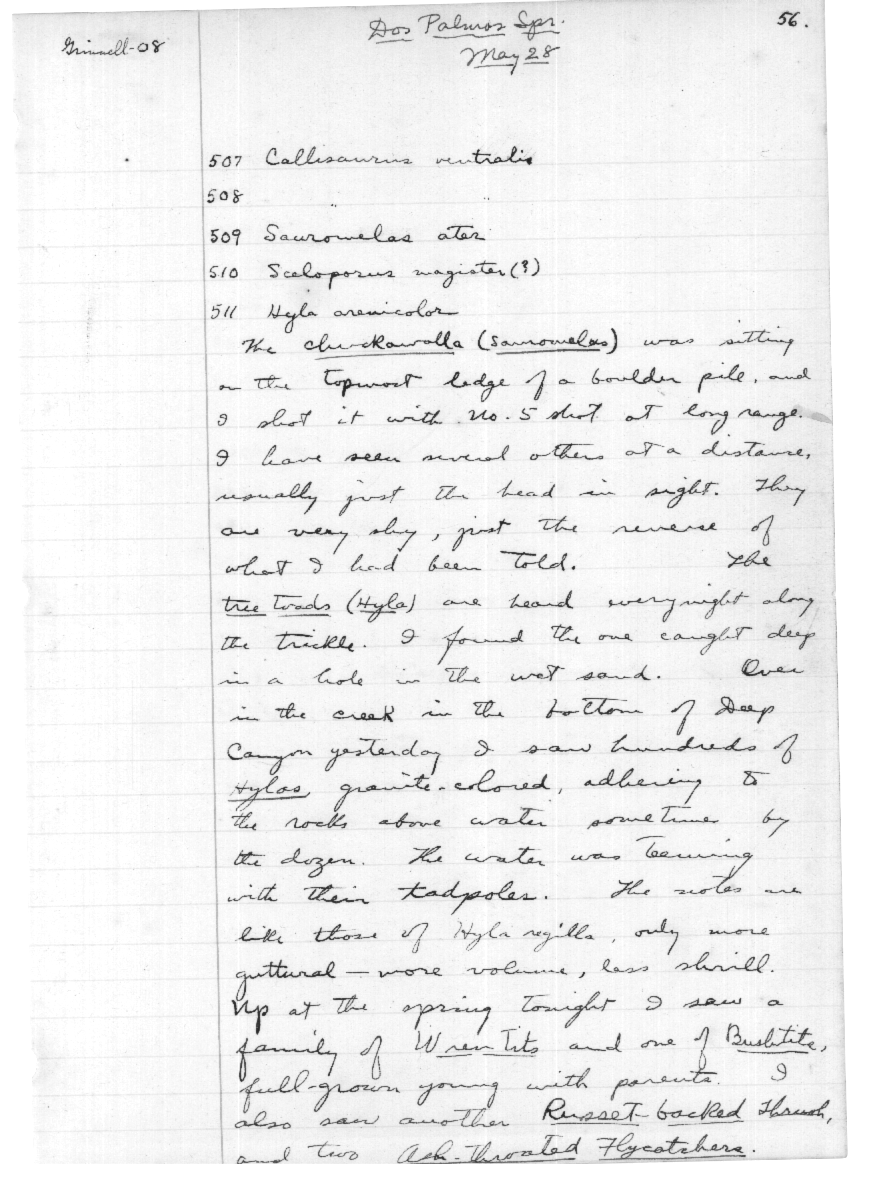 Grinnell-08
Dos Palmos Spr.
56.
May 28
507 Callisaurus ventralis
508 " "
509 Sauromelas ater
510 Sceloporus magister (?)
511 Hyla arenicolor
The chuckawalla (Sauromelas) was sitting
on the topmost ledge of a boulder pile, and
I shot it with No. 5 shot at long range.
I have seen several others at a distance,
usually just the head in sight. They
are very shy, just the reverse of
what I had been told. The
tree toads (Hyla) are heard every night along
the trickle. I found the one caught deep
in a hole in the wet sand. Over
in the creek in the bottom of Deep
Canyon yesterday I saw hundreds of
Hylas, granite-colored, adhering to
the rocks above water sometimes by
the dozen. The water was teeming
with their tadpoles. The notes are
like those of Hyla regilla, only more
guttural — more volume, less shrill.
Up at the spring tonight I saw a
family of Wren Tits and one of Bushtits,
full-grown young with parents. I
also saw another Russet-backed Thrush,
and two Ash-throated Flycatchers.